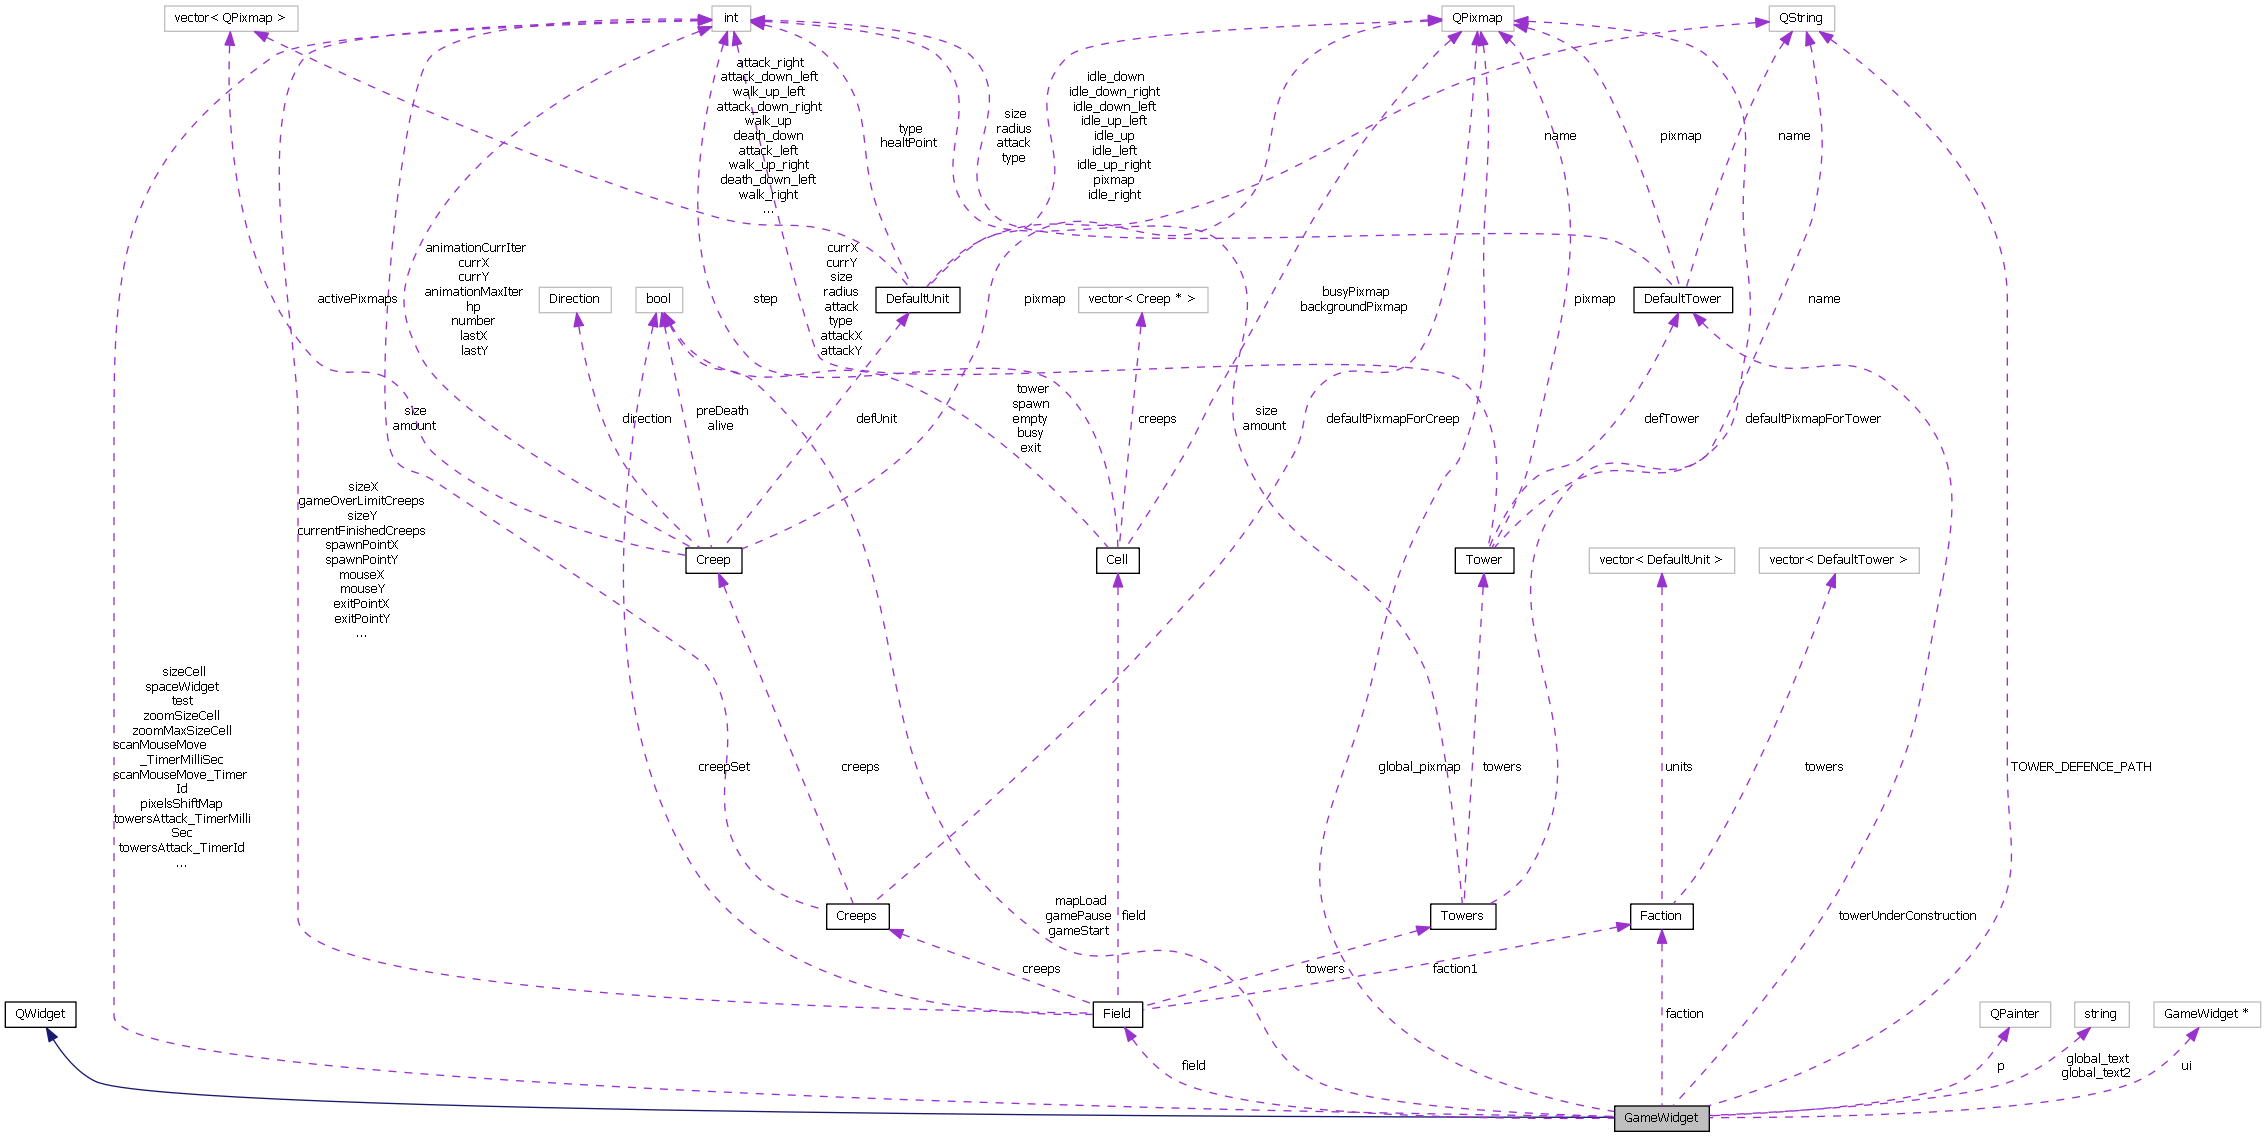 vector< QPixmap >
int
QPixmap
QString
attack_right
attack_down_left
walk_up_left
attack_down_right
walk_up
death_down
attack_left
walk_up_right
death_down_left
walk_right
...
type
healtPoint
size
radius
attack
type
idle_down
idle_down_right
idle_down_left
idle_up_left
idle_up
idle_left
idle_up_right
pixmap
idle_right
name
pixmap
name
activePixmaps
animationCurrIter
currX
currY
animationMaxIter
hp
number
lastX
lastY
Direction
bool
step
currX
currY
size
radius
attack
type
attackX
attackY
DefaultUnit
pixmap
vector< Creep * >
busyPixmap
backgroundPixmap
pixmap
DefaultTower
name
size
amount
direction
preDeath
alive
defUnit
tower
spawn
empty
busy
exit
creeps
size
amount
defaultPixmapForCreep
defTower
defaultPixmapForTower
sizeX
gameOverLimitCreeps
sizeY
currentFinishedCreeps
spawnPointX
spawnPointY
mouseX
mouseY
exitPointX
exitPointY
...
Creep
Cell
Tower
vector< DefaultUnit >
vector< DefaultTower >
sizeCell
spaceWidget
test
zoomSizeCell
zoomMaxSizeCell
scanMouseMove
_TimerMilliSec
scanMouseMove_Timer
Id
pixelsShiftMap
towersAttack_TimerMilli
Sec
towersAttack_TimerId
...
creepSet
creeps
global_pixmap
towers
units
towers
TOWER_DEFENCE_PATH
Creeps
mapLoad
gamePause
gameStart
field
Towers
Faction
towerUnderConstruction
creeps
towers
faction1
QWidget
Field
faction
QPainter
string
GameWidget *
field
p
global_text
global_text2
ui
GameWidget